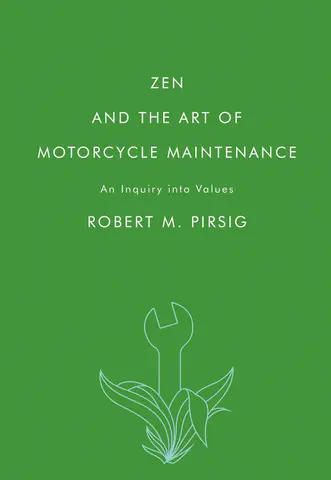 ZEN
AND THE ART OF
MOTORCYCLE MAINTENANCE
An Inquiry into Values
ROBERT M. PIRSIG